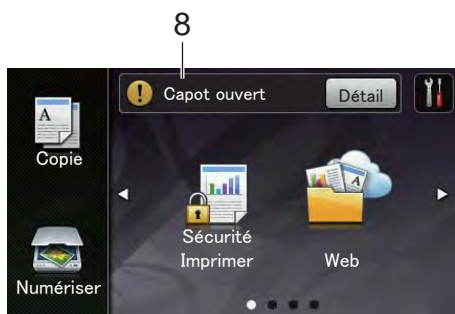 8
Capot ouvert
Détail
Copie
Sécurité
Imprimer
Web
Numériser